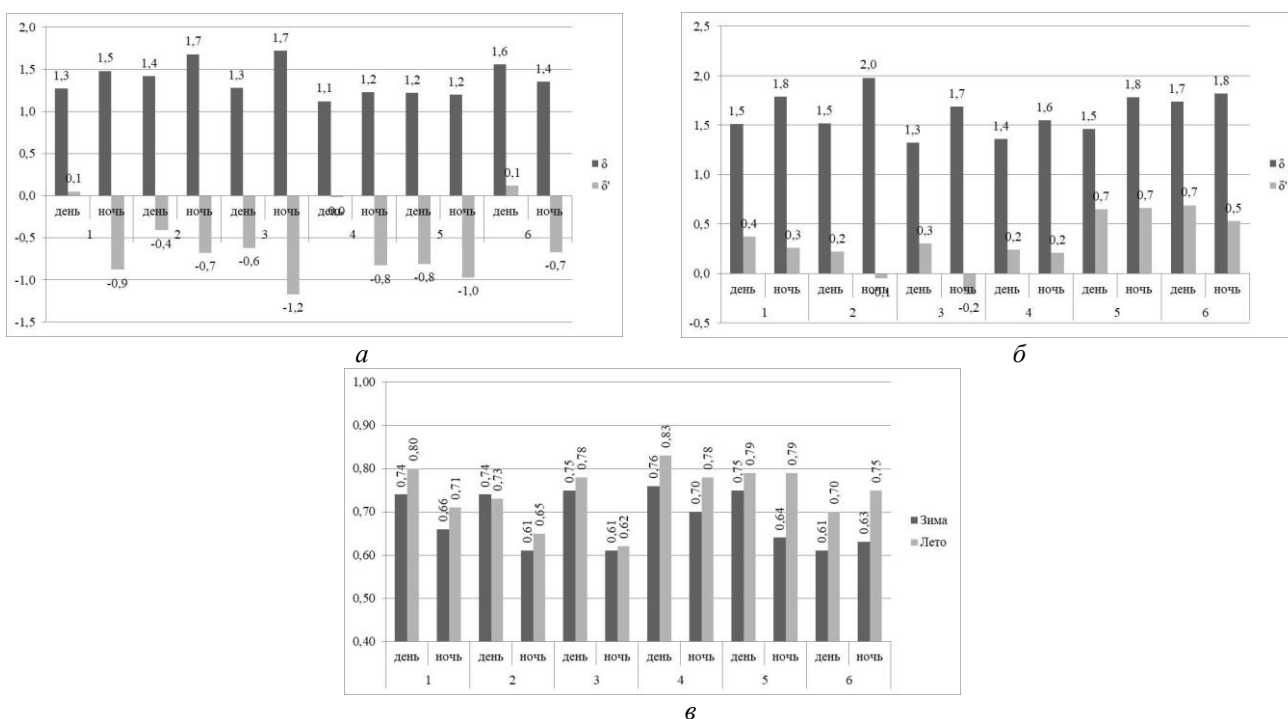 2,0
1,5
1,0
0,5
0,0
-0,5
-1,0
-1,5
1,3 1,5 1,4 1,7 1,3 1,7 1,1 1,2 1,2 1,2 1,6 1,4
0,1 -0,9 -0,4 -0,7 -0,6 -1,2 0,0 -0,8 -0,8 -1,0 0,1 -0,7
день ночь день ночь день ночь день ночь день ночь день ночь
1 2 3 4 5 6
δ
δ'
а
2,5
2,0
1,5
1,0
0,5
0,0
-0,5
1,5 1,8 1,5 2,0 1,3 1,7 1,4 1,6 1,5 1,8 1,7 1,8
0,4 0,3 0,2 -0,1 0,3 -0,2 0,2 0,2 0,7 0,7 0,7 0,5
день ночь день ночь день ночь день ночь день ночь день ночь
1 2 3 4 5 6
δ
δ'
б
1,00
0,90
0,80
0,70
0,60
0,50
0,40
0,74 0,80 0,66 0,71 0,74 0,73 0,61 0,65 0,75 0,78 0,61 0,62 0,76 0,83 0,70 0,78 0,75 0,79 0,64 0,79 0,61 0,70 0,63 0,75
день ночь день ночь день ночь день ночь день ночь день ночь
1 2 3 4 5 6
Зима
Лето
в